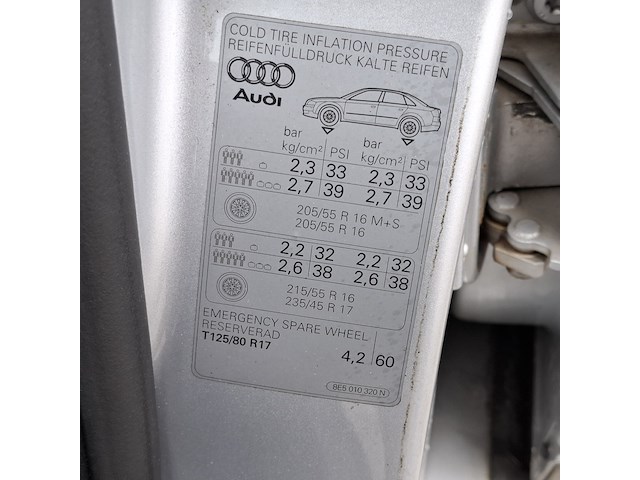 COLD TIRE INFLATION PRESSURE
REIFENFÜLLDRUCK KALTE REIFEN
Audi
bar bar
kg/cm² PSI kg/cm² PSI
2,3 33 2,3 33
2,7 39 2,7 39
205/55 R 16 M+S
205/55 R 16
2,2 32 2,2 32
2,6 38 2,6 38
215/55 R 16
235/45 R 17
EMERGENCY SPARE WHEEL
RESERVERAD
T125/80 R17 4,2 60
8E5 010 320 N